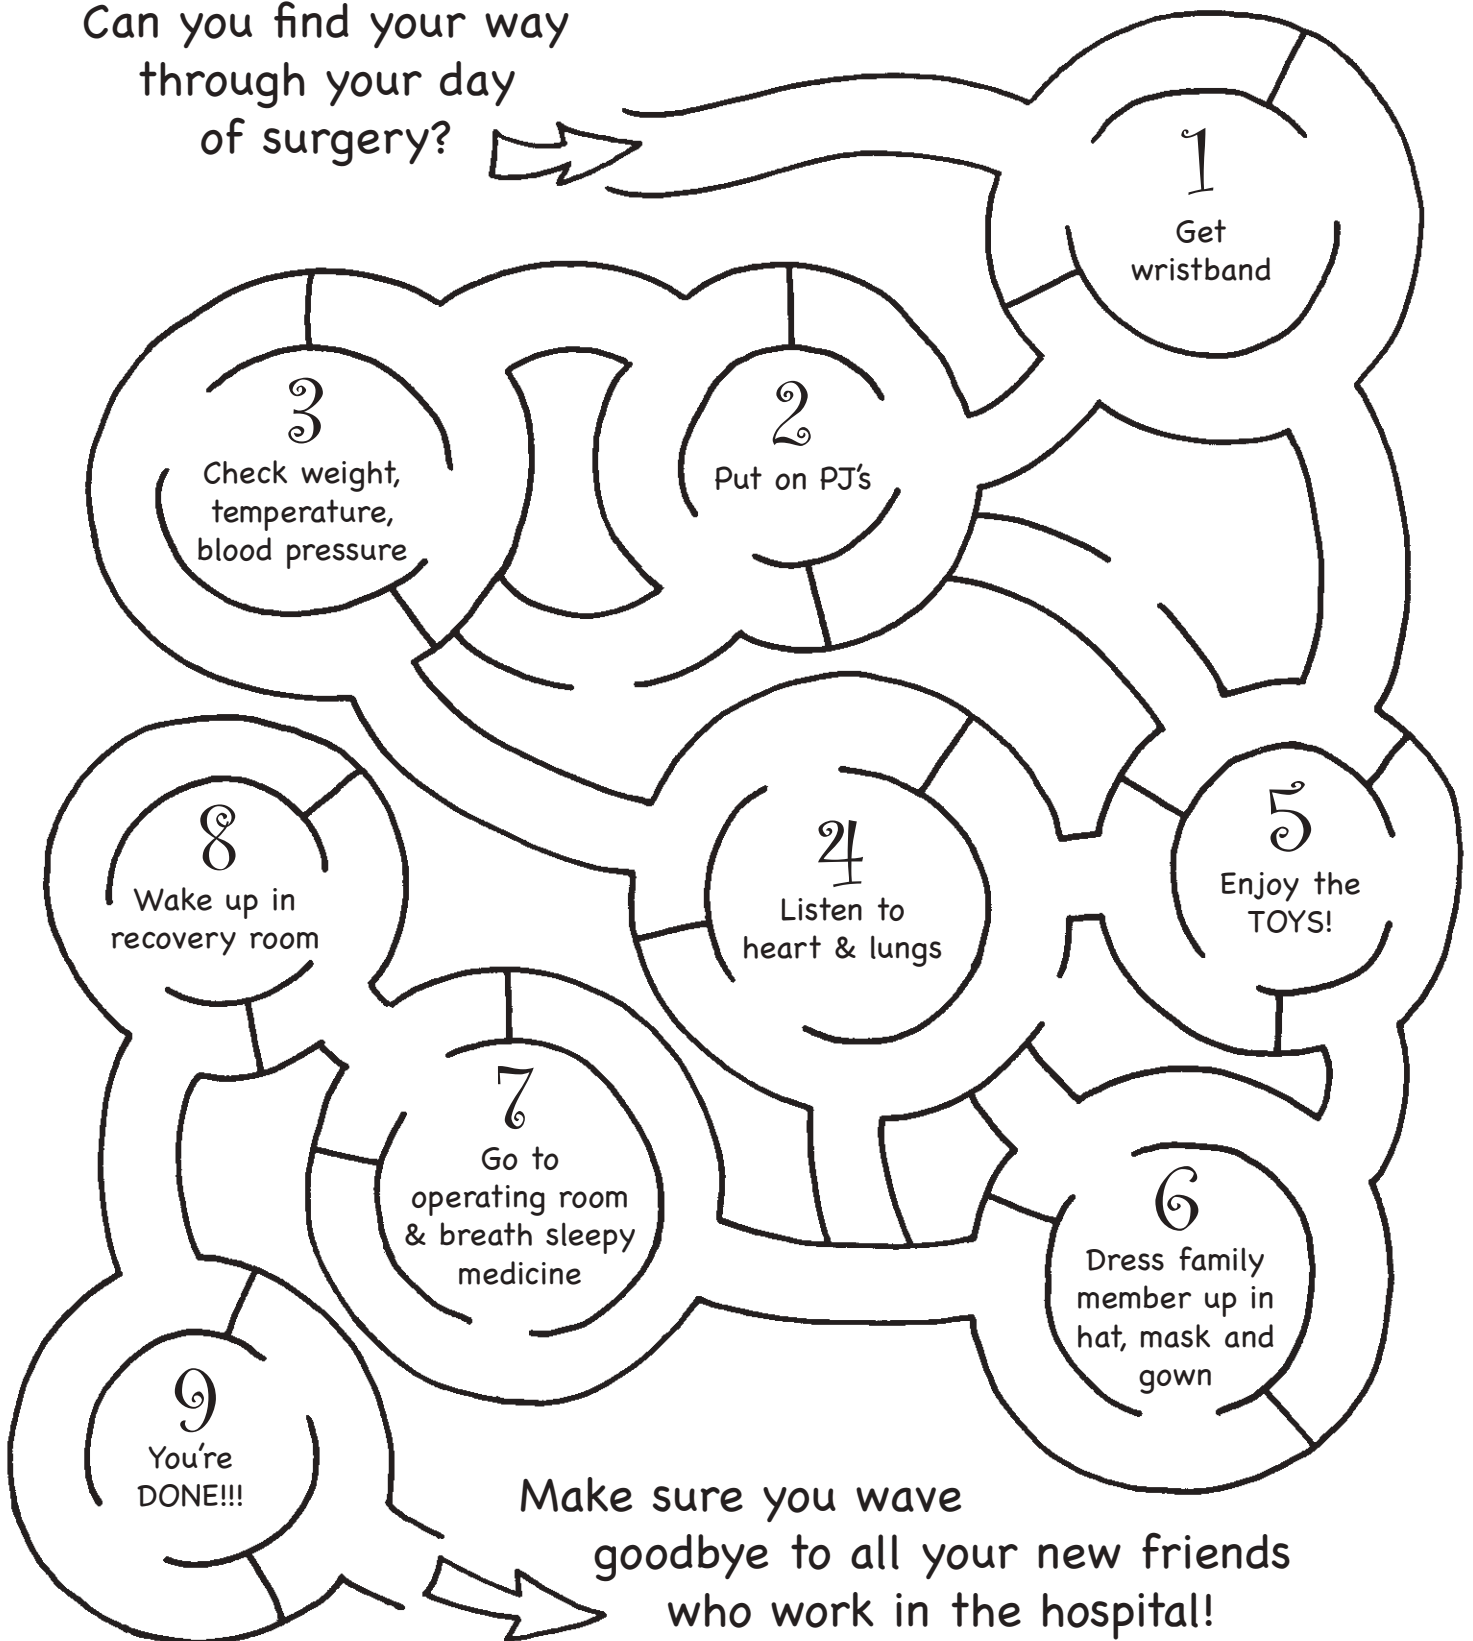 Can you find your way
through your day
of surgery?
1
Get
wristband
3
Check weight,
temperature,
blood pressure
2
Put on PJ's
4
Listen to
heart & lungs
5
Enjoy the
TOYS!
8
Wake up in
recovery room
7
Go to
operating room
& breath sleepy
medicine
6
Dress family
member up in
hat, mask and
gown
9
You're
DONE!!!
Make sure you wave
goodbye to all your new friends
who work in the hospital!